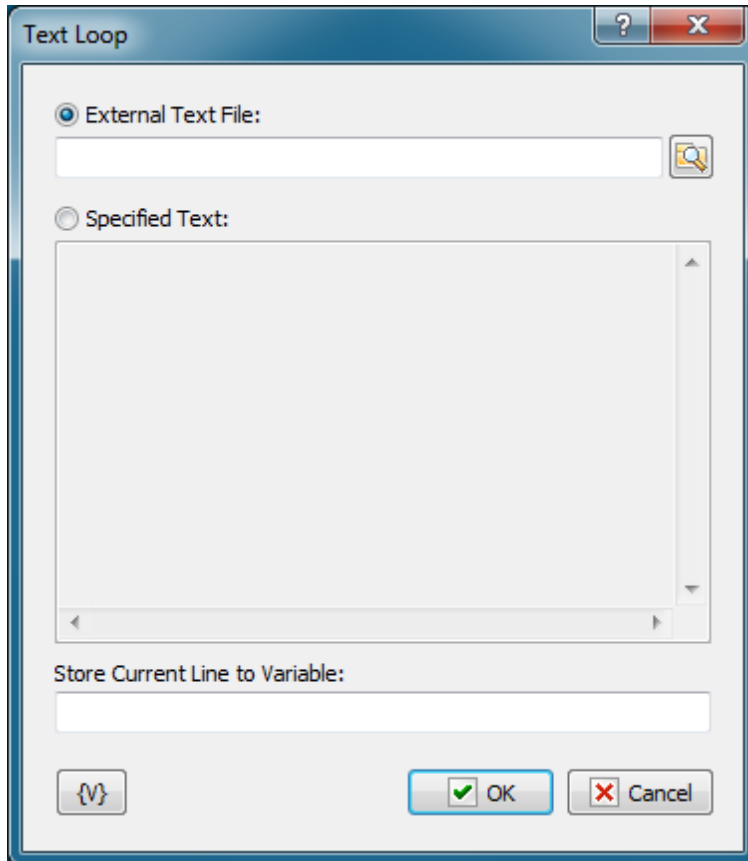 Text Loop
?
External Text File:
Specified Text:
Store Current Line to Variable:
{V}
OK
Cancel